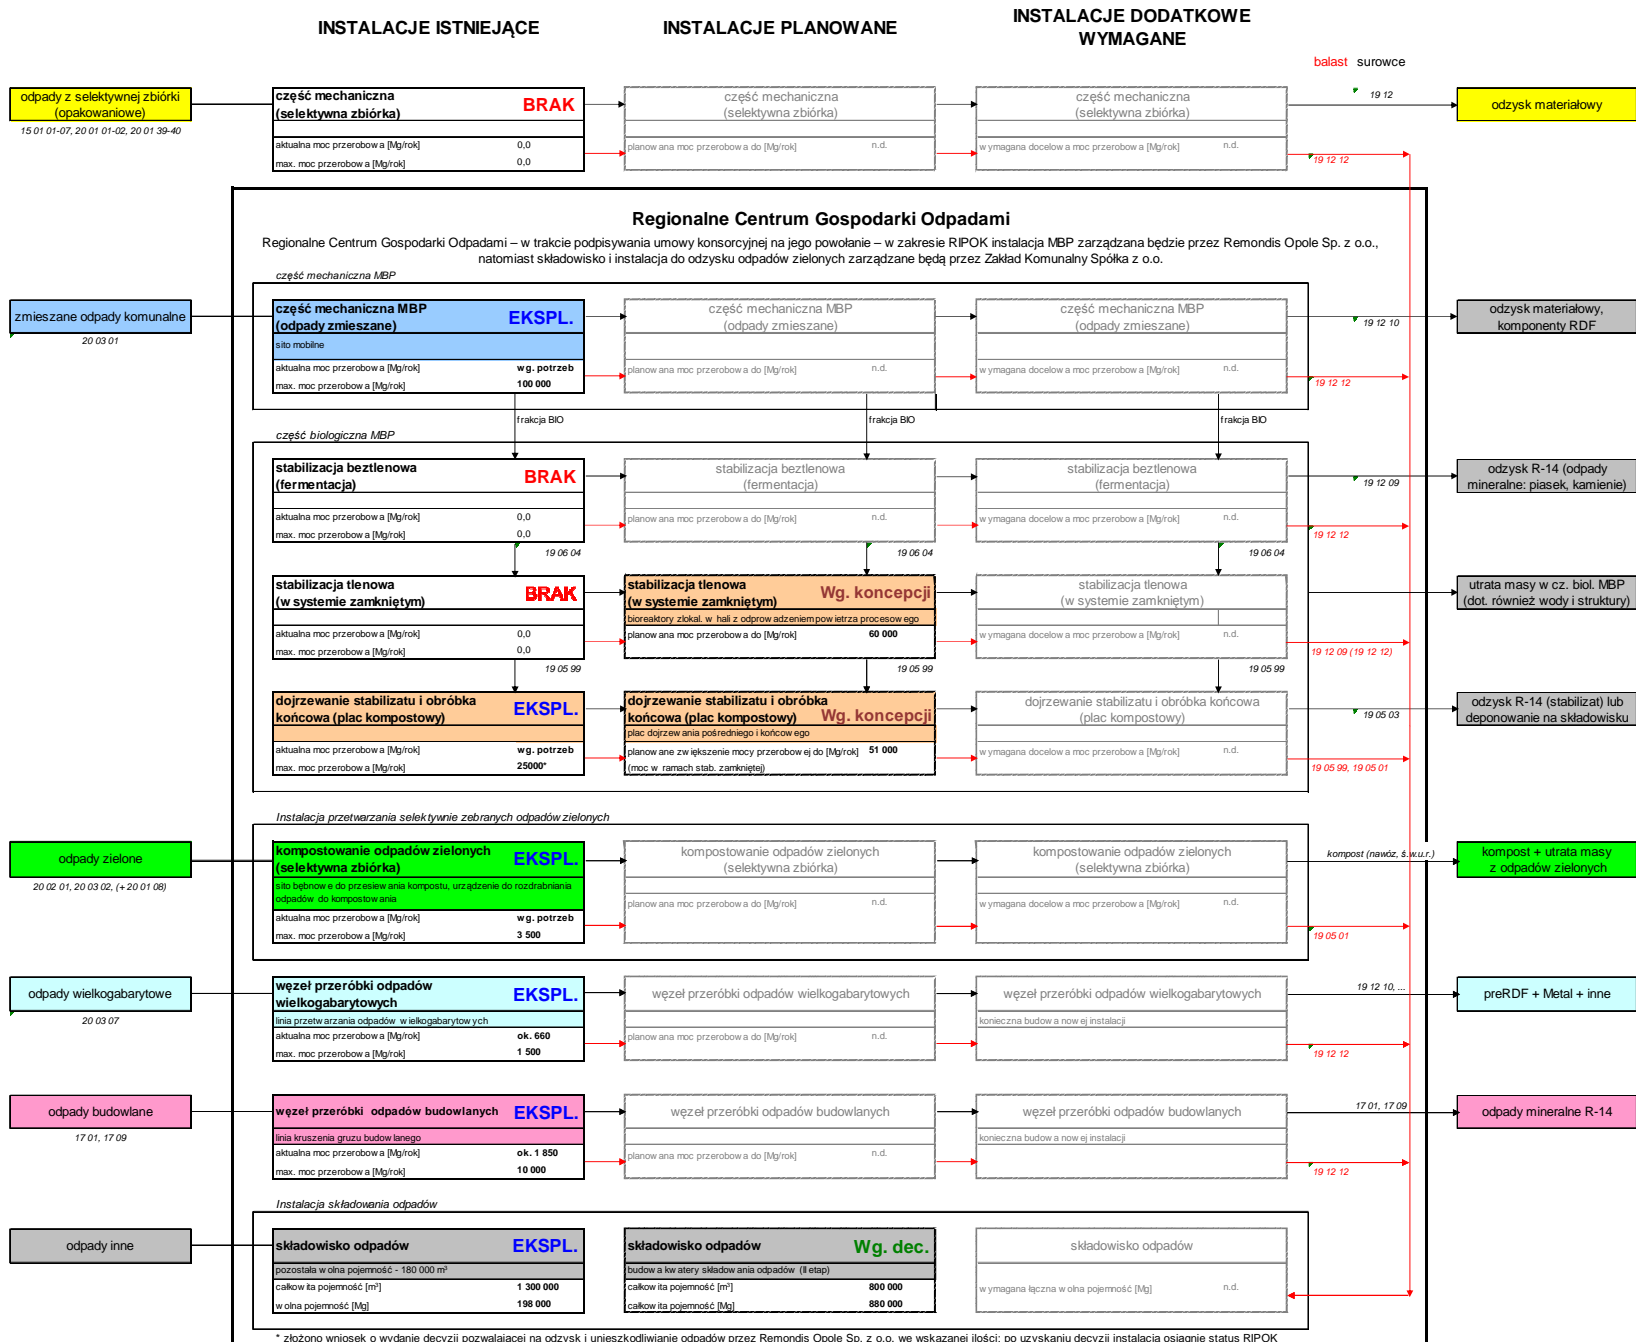 INSTALACJE ISTNIEJĄCE
INSTALACJE PLANOWANE
INSTALACJE DODATKOWE
WYMAGANE
balast surowce
odpady z selektywnej zbiórki
(opakowaniowe)
15 01 01-07, 20 01 01-02, 20 01 39-40
część mechaniczna
(selektywna zbiórka)
BRAK
aktualna moc przerobowa [Mg/rok] 0,0
max. moc przerobowa [Mg/rok] 0,0
część mechaniczna
(selektywna zbiórka)
planowana moc przerobowa do [Mg/rok] n.d.
część mechaniczna
(selektywna zbiórka)
wymagana docelowa moc przerobowa [Mg/rok] n.d.
19 12
19 12 12
odzysk materiałowy
Regionalne Centrum Gospodarki Odpadami
Regionalne Centrum Gospodarki Odpadami – w trakcie podpisywania umowy konsorcyjnej na jego powołanie – w zakresie RIPOK instalacja MBP zarządzana będzie przez Remondis Opole Sp. z o.o.,
natomiast składowisko i instalacja do odzysku odpadów zielonych zarządzane będą przez Zakład Komunalny Spółka z o.o.
część mechaniczna MBP
zmieszane odpady komunalne
20 03 01
część mechaniczna MBP
(odpady zmieszane)
EKSPL.
sito mobilne
aktualna moc przerobowa [Mg/rok] wg. potrzeb
max. moc przerobowa [Mg/rok] 100 000
część mechaniczna MBP
(odpady zmieszane)
planowana moc przerobowa do [Mg/rok] n.d.
część mechaniczna MBP
(odpady zmieszane)
wymagana docelowa moc przerobowa [Mg/rok] n.d.
19 12 10
19 12 12
odzysk materiałowy,
komponenty RDF
frakcja BIO
frakcja BIO
frakcja BIO
część biologiczna MBP
stabilizacja beztlenowa
(fermentacja)
BRAK
aktualna moc przerobowa [Mg/rok] 0,0
max. moc przerobowa [Mg/rok] 0,0
stabilizacja beztlenowa
(fermentacja)
planowana moc przerobowa do [Mg/rok] n.d.
stabilizacja beztlenowa
(fermentacja)
wymagana docelowa moc przerobowa [Mg/rok] n.d.
19 12 09
19 12 12
odzysk R-14 (odpady
mineralne: piasek, kamienie)
19 06 04
19 06 04
19 06 04
stabilizacja tlenowa
(w systemie zamkniętym)
BRAK
aktualna moc przerobowa [Mg/rok] 0,0
max. moc przerobowa [Mg/rok] 0,0
stabilizacja tlenowa
(w systemie zamkniętym)
Wg. koncepcji
bioreaktory zlokal. w hali z odprowadzeniem powietrza procesowego
planowana moc przerobowa do [Mg/rok] 60 000
stabilizacja tlenowa
(w systemie zamkniętym)
wymagana docelowa moc przerobowa [Mg/rok] n.d.
19 12 09 (19 12 12)
utrata masy w cz. biol. MBP
(dot. również wody i struktury)
19 05 99
19 05 99
19 05 99
dojrzewanie stabilizatu i obróbka
końcowa (plac kompostowy)
EKSPL.
aktualna moc przerobowa [Mg/rok] wg. potrzeb
max. moc przerobowa [Mg/rok] 25000*
dojrzewanie stabilizatu i obróbka
końcowa (plac kompostowy)
Wg. koncepcji
plac dojrzewania pośredniego i końcowego
planowane zwiększenie mocy przerobowej do [Mg/rok] 51 000
(moc w ramach stab. zamkniętej)
dojrzewanie stabilizatu i obróbka końcowa
(plac kompostowy)
wymagana docelowa moc przerobowa [Mg/rok] n.d.
19 05 03
19 05 99, 19 05 01
odzysk R-14 (stabilizat) lub
deponowanie na składowisku
Instalacja przetwarzania selektywnie zebranych odpadów zielonych
odpady zielone
20 02 01, 20 03 02, (+ 20 01 08)
kompostowanie odpadów zielonych
(selektywna zbiórka)
EKSPL.
sito bębnowe do przesiewania kompostu, urządzenie do rozdrabniania
odpadów do kompostowania
aktualna moc przerobowa [Mg/rok] wg. potrzeb
max. moc przerobowa [Mg/rok] 3 500
kompostowanie odpadów zielonych
(selektywna zbiórka)
planowana moc przerobowa do [Mg/rok] n.d.
kompostowanie odpadów zielonych
(selektywna zbiórka)
wymagana docelowa moc przerobowa [Mg/rok] n.d.
kompost (nawóz, ś.w.u.r.)
19 05 01
kompost + utrata masy
z odpadów zielonych
odpady wielkogabarytowe
20 03 07
węzeł przeróbki odpadów
wielkogabarytowych
EKSPL.
linia przetwarzania odpadów wielkogabarytowych
aktualna moc przerobowa [Mg/rok] ok. 660
max. moc przerobowa [Mg/rok] 1 500
węzeł przeróbki odpadów wielkogabarytowych
planowana moc przerobowa do [Mg/rok] n.d.
węzeł przeróbki odpadów wielkogabarytowych
konieczna budowa nowej instalacji
19 12 10, ...
19 12 12
preRDF + Metal + inne
odpady budowlane
17 01, 17 09
węzeł przeróbki odpadów budowlanych
EKSPL.
linia kruszenia gruzu budowlanego
aktualna moc przerobowa [Mg/rok] ok. 1 850
max. moc przerobowa [Mg/rok] 10 000
węzeł przeróbki odpadów budowlanych
planowana moc przerobowa do [Mg/rok] n.d.
węzeł przeróbki odpadów budowlanych
konieczna budowa nowej instalacji
17 01, 17 09
19 12 12
odpady mineralne R-14
Instalacja składowania odpadów
odpady inne
składowisko odpadów
EKSPL.
pozostała wolna pojemność - 180 000 m³
całkowita pojemność [m³] 1 300 000
wolna pojemność [Mg] 198 000
składowisko odpadów
Wg. dec.
budowa kwatery składowania odpadów (II etap)
całkowita pojemność [m³] 800 000
całkowita pojemność [Mg] 880 000
składowisko odpadów
wymagana łączna wolna pojemność [Mg] n.d.
* złożono wniosek o wydanie decyzji pozwalającej na odzysk i unieszkodliwianie odpadów przez Remondis Opole Sp. z o.o. we wskazanej ilości; po uzyskaniu decyzji instalacja osiągnie status RIPOK